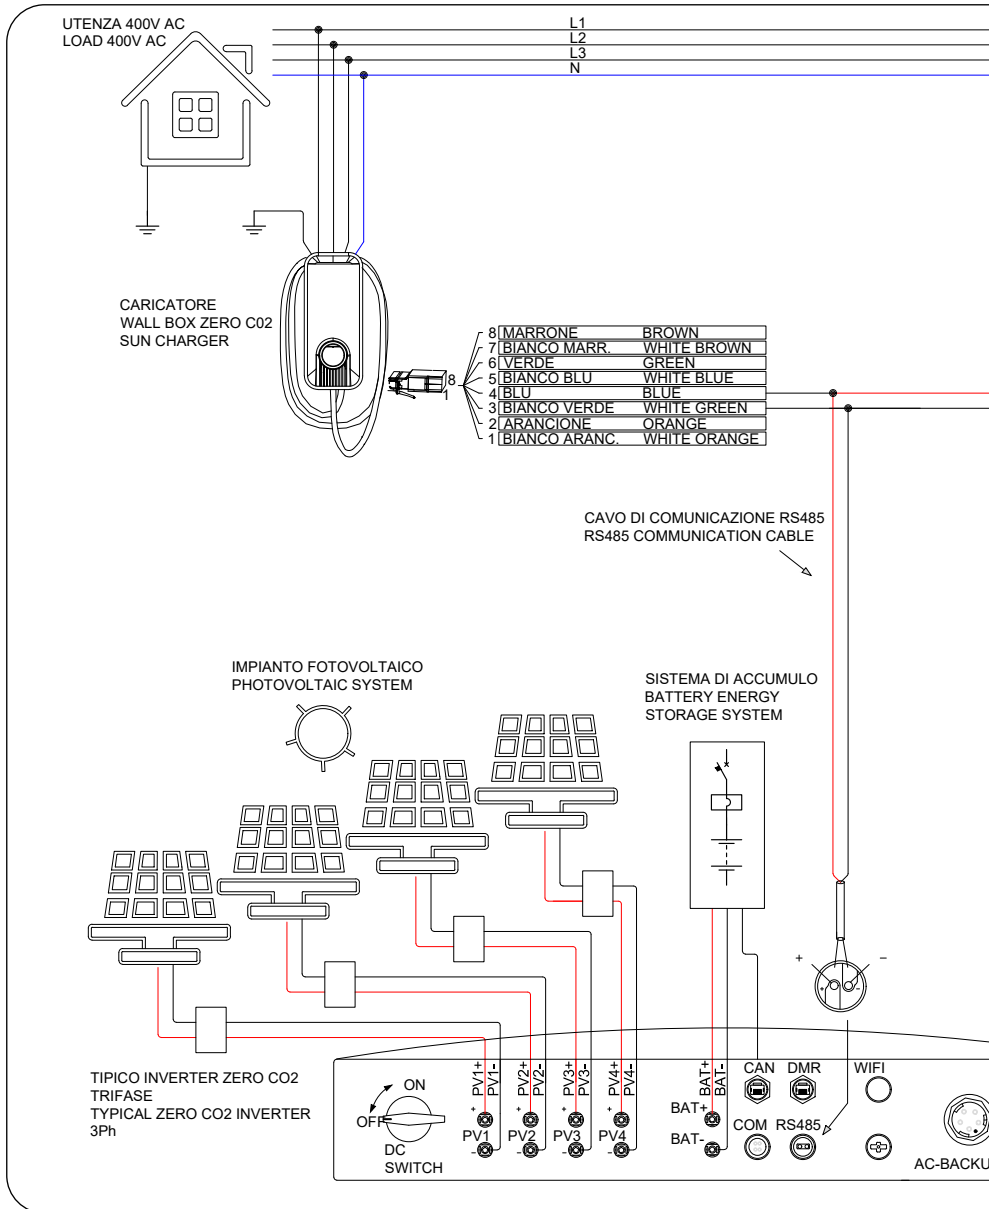 UTENZA 400V AC
LOAD 400V AC
L1
L2
L3
N
CARICATORE
WALL BOX ZERO C02
SUN CHARGER
8
1
8 MARRONE BROWN
7 BIANCO MARR. WHITE BROWN
6 VERDE GREEN
5 BIANCO BLU WHITE BLUE
4 BLU BLUE
3 BIANCO VERDE WHITE GREEN
2 ARANCIONE ORANGE
1 BIANCO ARANC. WHITE ORANGE
CAVO DI COMUNICAZIONE RS485
RS485 COMMUNICATION CABLE
IMPIANTO FOTOVOLTAICO
PHOTOVOLTAIC SYSTEM
SISTEMA DI ACCUMULO
BATTERY ENERGY
STORAGE SYSTEM
+ -
+ -
TIPICO INVERTER ZERO CO2
TRIFASE
TYPICAL ZERO CO2 INVERTER
3Ph
ON
OFF
DC
SWITCH
PV1+
PV1-
PV2+
PV2-
PV3+
PV3-
PV4+
PV4-
BAT+
BAT-
+ + + +
PV1 PV2 PV3 PV4
- - - -
BAT+
BAT-
CAN DMR WIFI
COM RS485
AC-BACKU